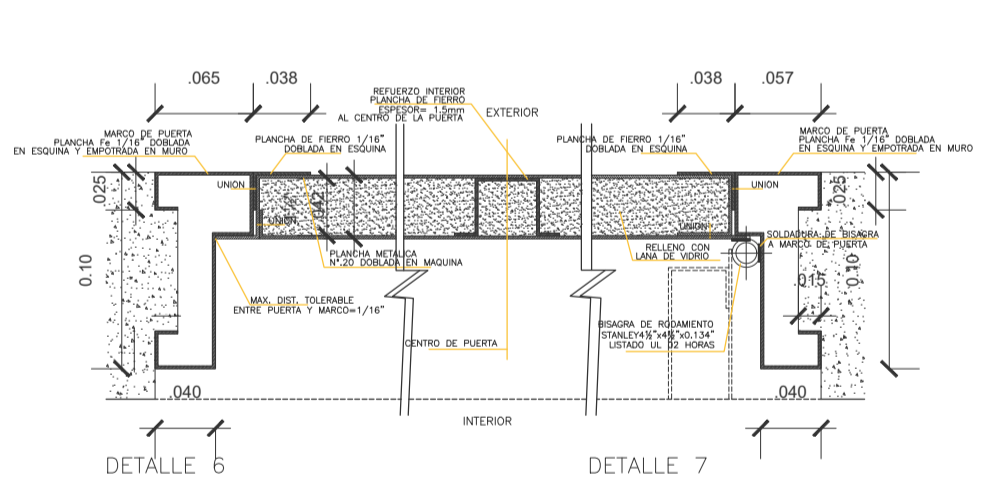 .065
.038
.038
.057
REFUERZO INTERIOR
PLANCHA DE FIERRO
ESPESOR= 1.5mm
AL CENTRO DE LA PUERTA
EXTERIOR
MARCO DE PUERTA
PLANCHA Fe 1/16" DOBLADA
EN ESQUINA Y EMPOTRADA EN MURO
PLANCHA DE FIERRO 1/16"
DOBLADA EN ESQUINA
PLANCHA DE FIERRO 1/16"
DOBLADA EN ESQUINA
MARCO DE PUERTA
PLANCHA Fe 1/16" DOBLADA
EN ESQUINA Y EMPOTRADA EN MURO
.025
UNIÓN
UNIÓN
.042
UNIÓN
UNIÓN
.025
PLANCHA METALICA
N°.20 DOBLADA EN MAQUINA
RELLENO CON
LANA DE VIDRIO
SOLDADURA DE BISAGRA
A MARCO DE PUERTA
0.10
.015
0.10
MAX. DIST. TOLERABLE
ENTRE PUERTA Y MARCO=1/16"
CENTRO DE PUERTA
BISAGRA DE RODAMIENTO
STANLEY4½"x4½"x0.134"
LISTADO UL 02 HORAS
.040
.040
INTERIOR
DETALLE 6
DETALLE 7